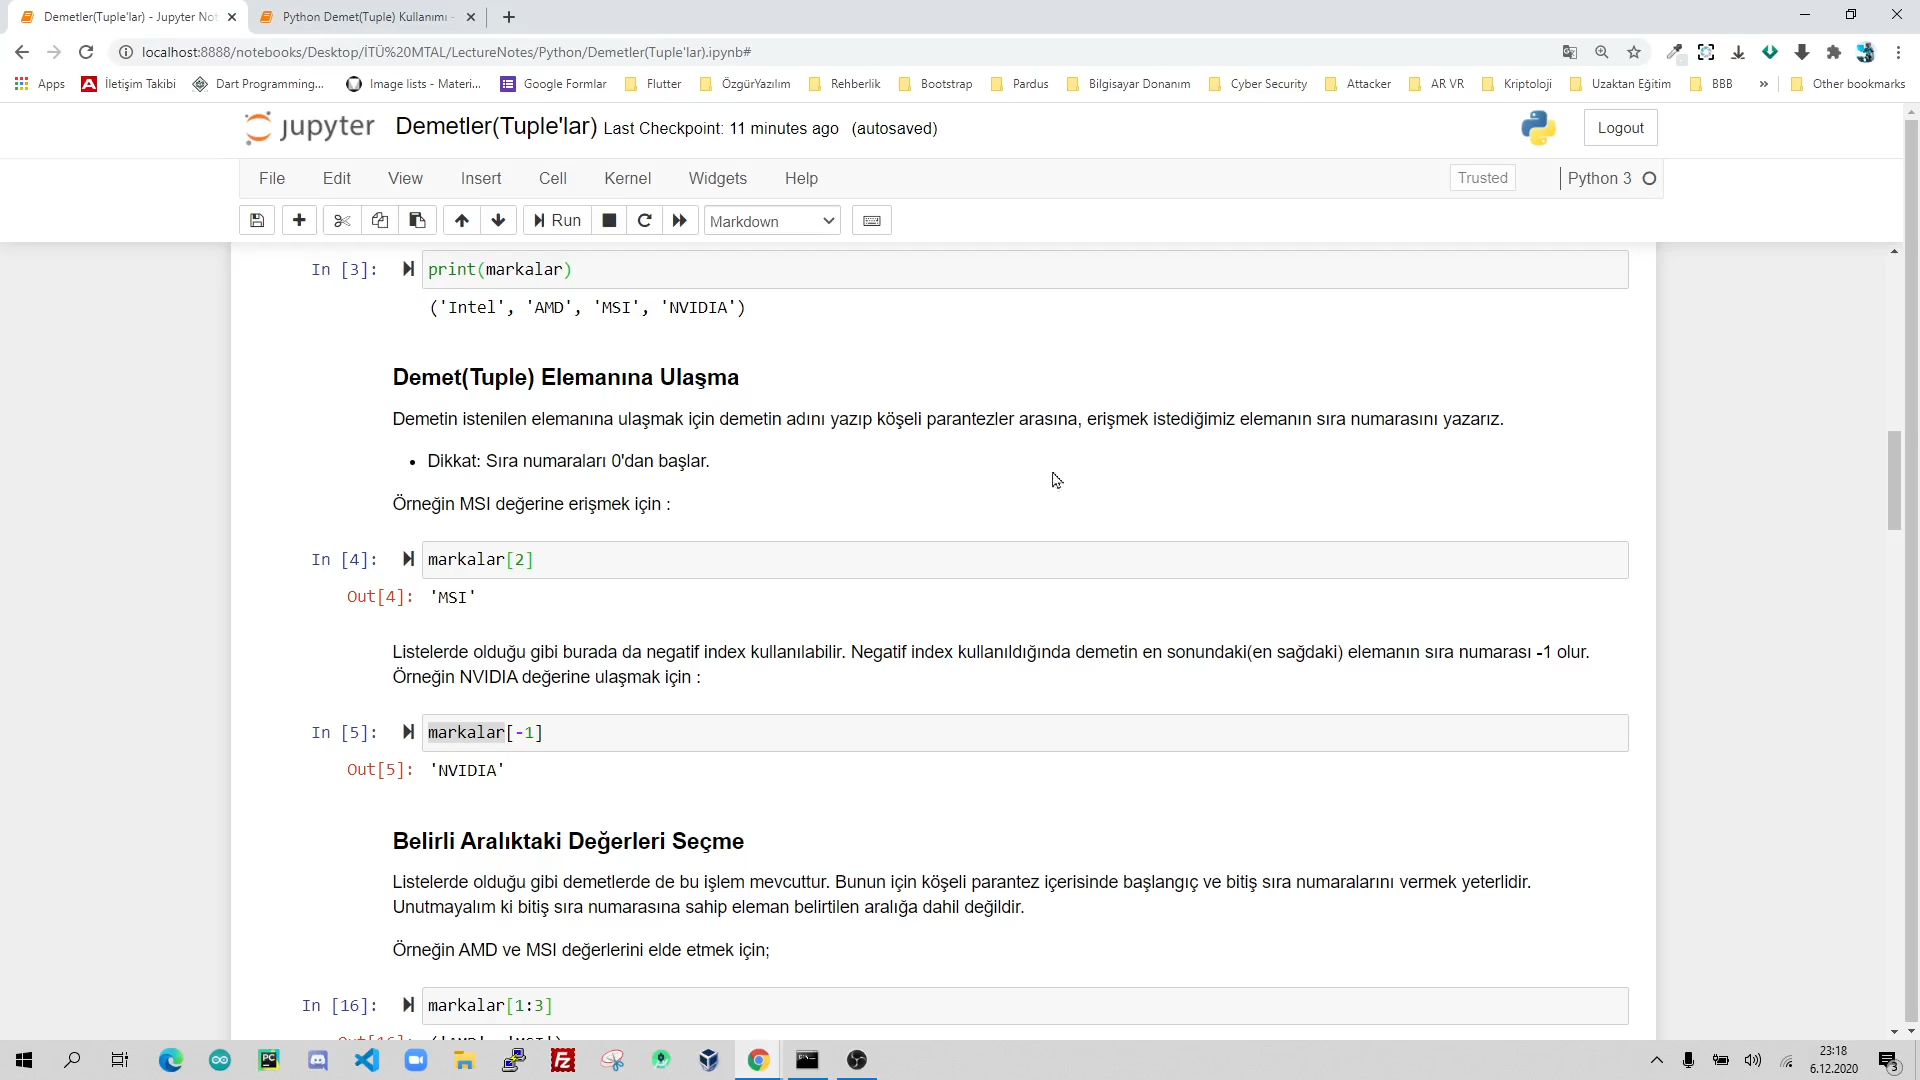 Demetler(Tuple'lar) - Jupyter Not
Python Demet(Tuple) Kullanımı -
localhost:8888/notebooks/Desktop/İTÜ%20MTAL/LectureNotes/Python/Demetler(Tuple'lar).ipynb#
Apps İletişim Takibi Dart Programming... Image lists - Materi... Google Formlar Flutter ÖzgürYazılım Rehberlik Bootstrap Pardus Bilgisayar Donanım Cyber Security Attacker AR VR Kriptoloji Uzaktan Eğitim BBB » Other bookmarks
jupyter Demetler(Tuple'lar) Last Checkpoint: 11 minutes ago (autosaved) Logout
File Edit View Insert Cell Kernel Widgets Help Trusted Python 3
Run Markdown
In [3]: print(markalar)
('Intel', 'AMD', 'MSI', 'NVIDIA')
Demet(Tuple) Elemanına Ulaşma
Demetin istenilen elemanına ulaşmak için demetin adını yazıp köşeli parantezler arasına, erişmek istediğimiz elemanın sıra numarasını yazarız.
• Dikkat: Sıra numaraları 0'dan başlar.
Örneğin MSI değerine erişmek için :
In [4]: markalar[2]
Out[4]: 'MSI'
Listelerde olduğu gibi burada da negatif index kullanılabilir. Negatif index kullanıldığında demetin en sonundaki(en sağdaki) elemanın sıra numarası -1 olur.
Örneğin NVIDIA değerine ulaşmak için :
In [5]: markalar[-1]
Out[5]: 'NVIDIA'
Belirli Aralıktaki Değerleri Seçme
Listelerde olduğu gibi demetlerde de bu işlem mevcuttur. Bunun için köşeli parantez içerisinde başlangıç ve bitiş sıra numaralarını vermek yeterlidir.
Unutmayalım ki bitiş sıra numarasına sahip eleman belirtilen aralığa dahil değildir.
Örneğin AMD ve MSI değerlerini elde etmek için;
In [16]: markalar[1:3]
Out[16]: ('AMD', 'MSI')
23:18
6.12.2020
3